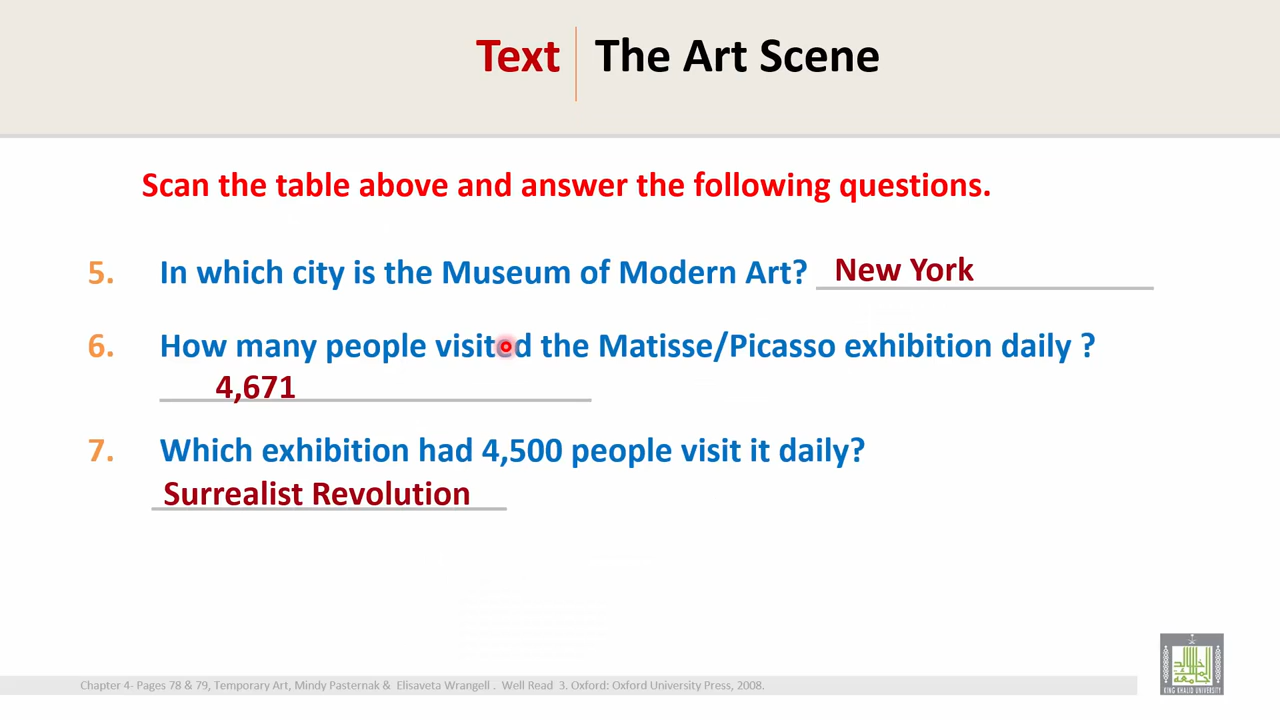 Text The Art Scene
Scan the table above and answer the following questions.
5. In which city is the Museum of Modern Art? New York
6. How many people visited the Matisse/Picasso exhibition daily ?
4,671
7. Which exhibition had 4,500 people visit it daily?
Surrealist Revolution
Chapter 4- Pages 78 & 79, Temporary Art, Mindy Pasternak & Elisaveta Wrangell . Well Read 3. Oxford: Oxford University Press, 2008.
KING KHALID UNIVERSITY